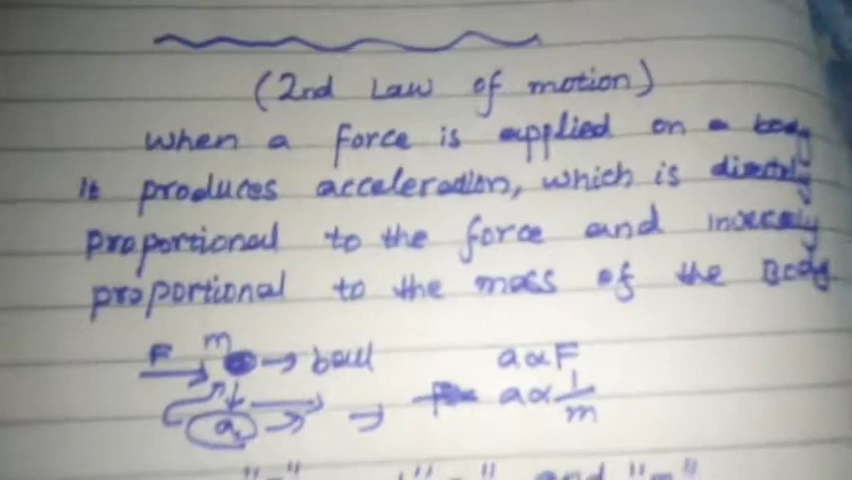 (2nd Law of motion)
when a force is applied on a body
it produces acceleration, which is directly
proportional to the force and inversely
proportional to the mass of the Body
F m → ball a∝F
a a∝1/m
and "m"